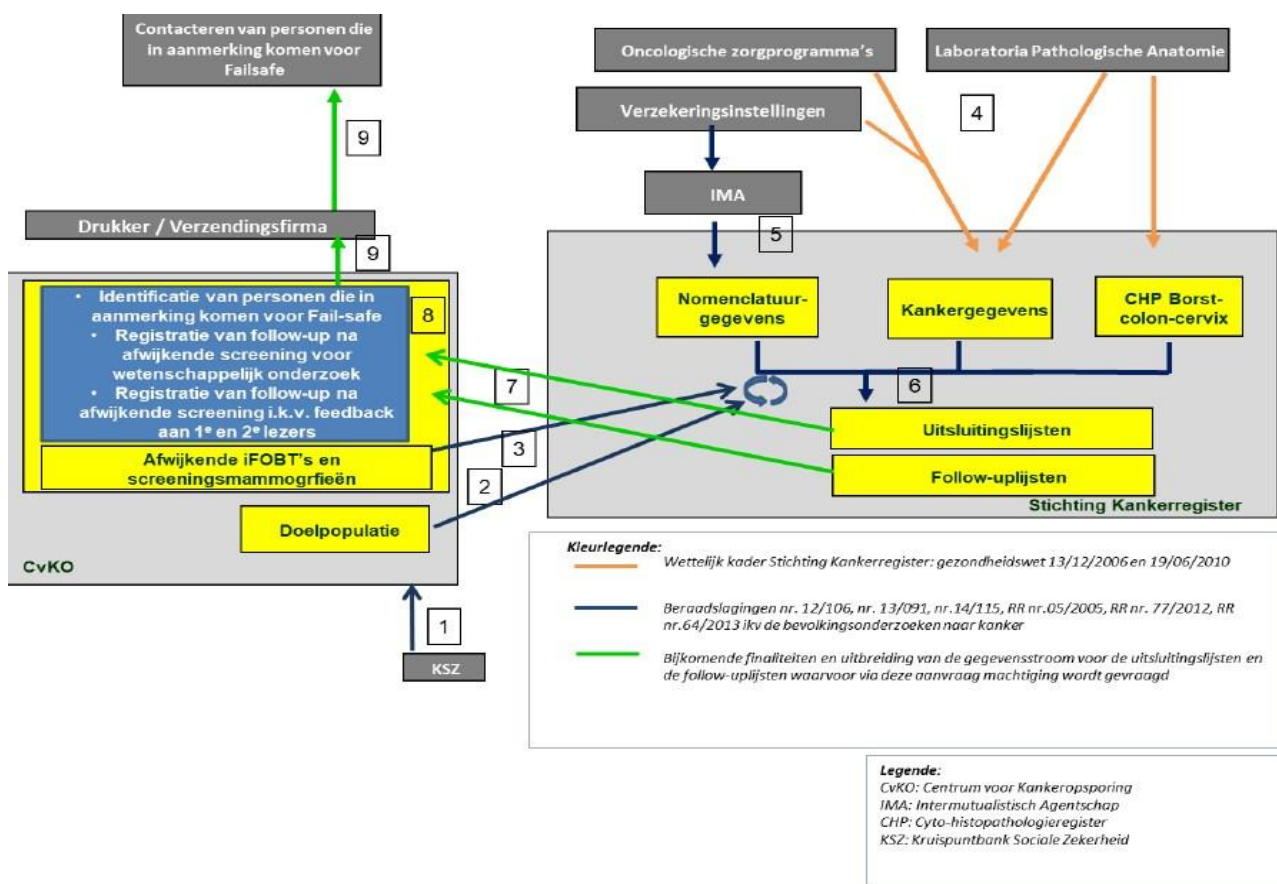 Contacteren van personen die
in aanmerking komen voor
Failsafe
Oncologische zorgprogramma's
Laboratoria Pathologische Anatomie
Verzekeringsinstellingen
4
9
IMA
Drukker / Verzendingsfirma
5
9
• Identificatie van personen die in
aanmerking komen voor Fail-safe
• Registratie van follow-up na
afwijkende screening voor
wetenschappelijk onderzoek
• Registratie van follow-up na
afwijkende screening i.k.v. feedback
aan 1e en 2e lezers
8
Nomenclatuur-
gegevens
Kankergegevens
CHP Borst-
colon-cervix
7
6
Afwijkende iFOBT's en
screeningsmammogrfieën
3
Uitsluitingslijsten
2
Follow-uplijsten
Doelpopulatie
Stichting Kankerregister
CvKO
1
KSZ
Kleurlegende:
Wettelijk kader Stichting Kankerregister: gezondheidswet 13/12/2006 en 19/06/2010
Beraadslagingen nr. 12/106, nr. 13/091, nr.14/115, RR nr.05/2005, RR nr. 77/2012, RR
nr.64/2013 ikv de bevolkingsonderzoeken naar kanker
Bijkomende finaliteiten en uitbreiding van de gegevensstroom voor de uitsluitingslijsten en
de follow-uplijsten waarvoor via deze aanvraag machtiging wordt gevraagd
Legende:
CvKO: Centrum voor Kankeropsporing
IMA: Intermutualistisch Agentschap
CHP: Cyto-histopathologieregister
KSZ: Kruispuntbank Sociale Zekerheid